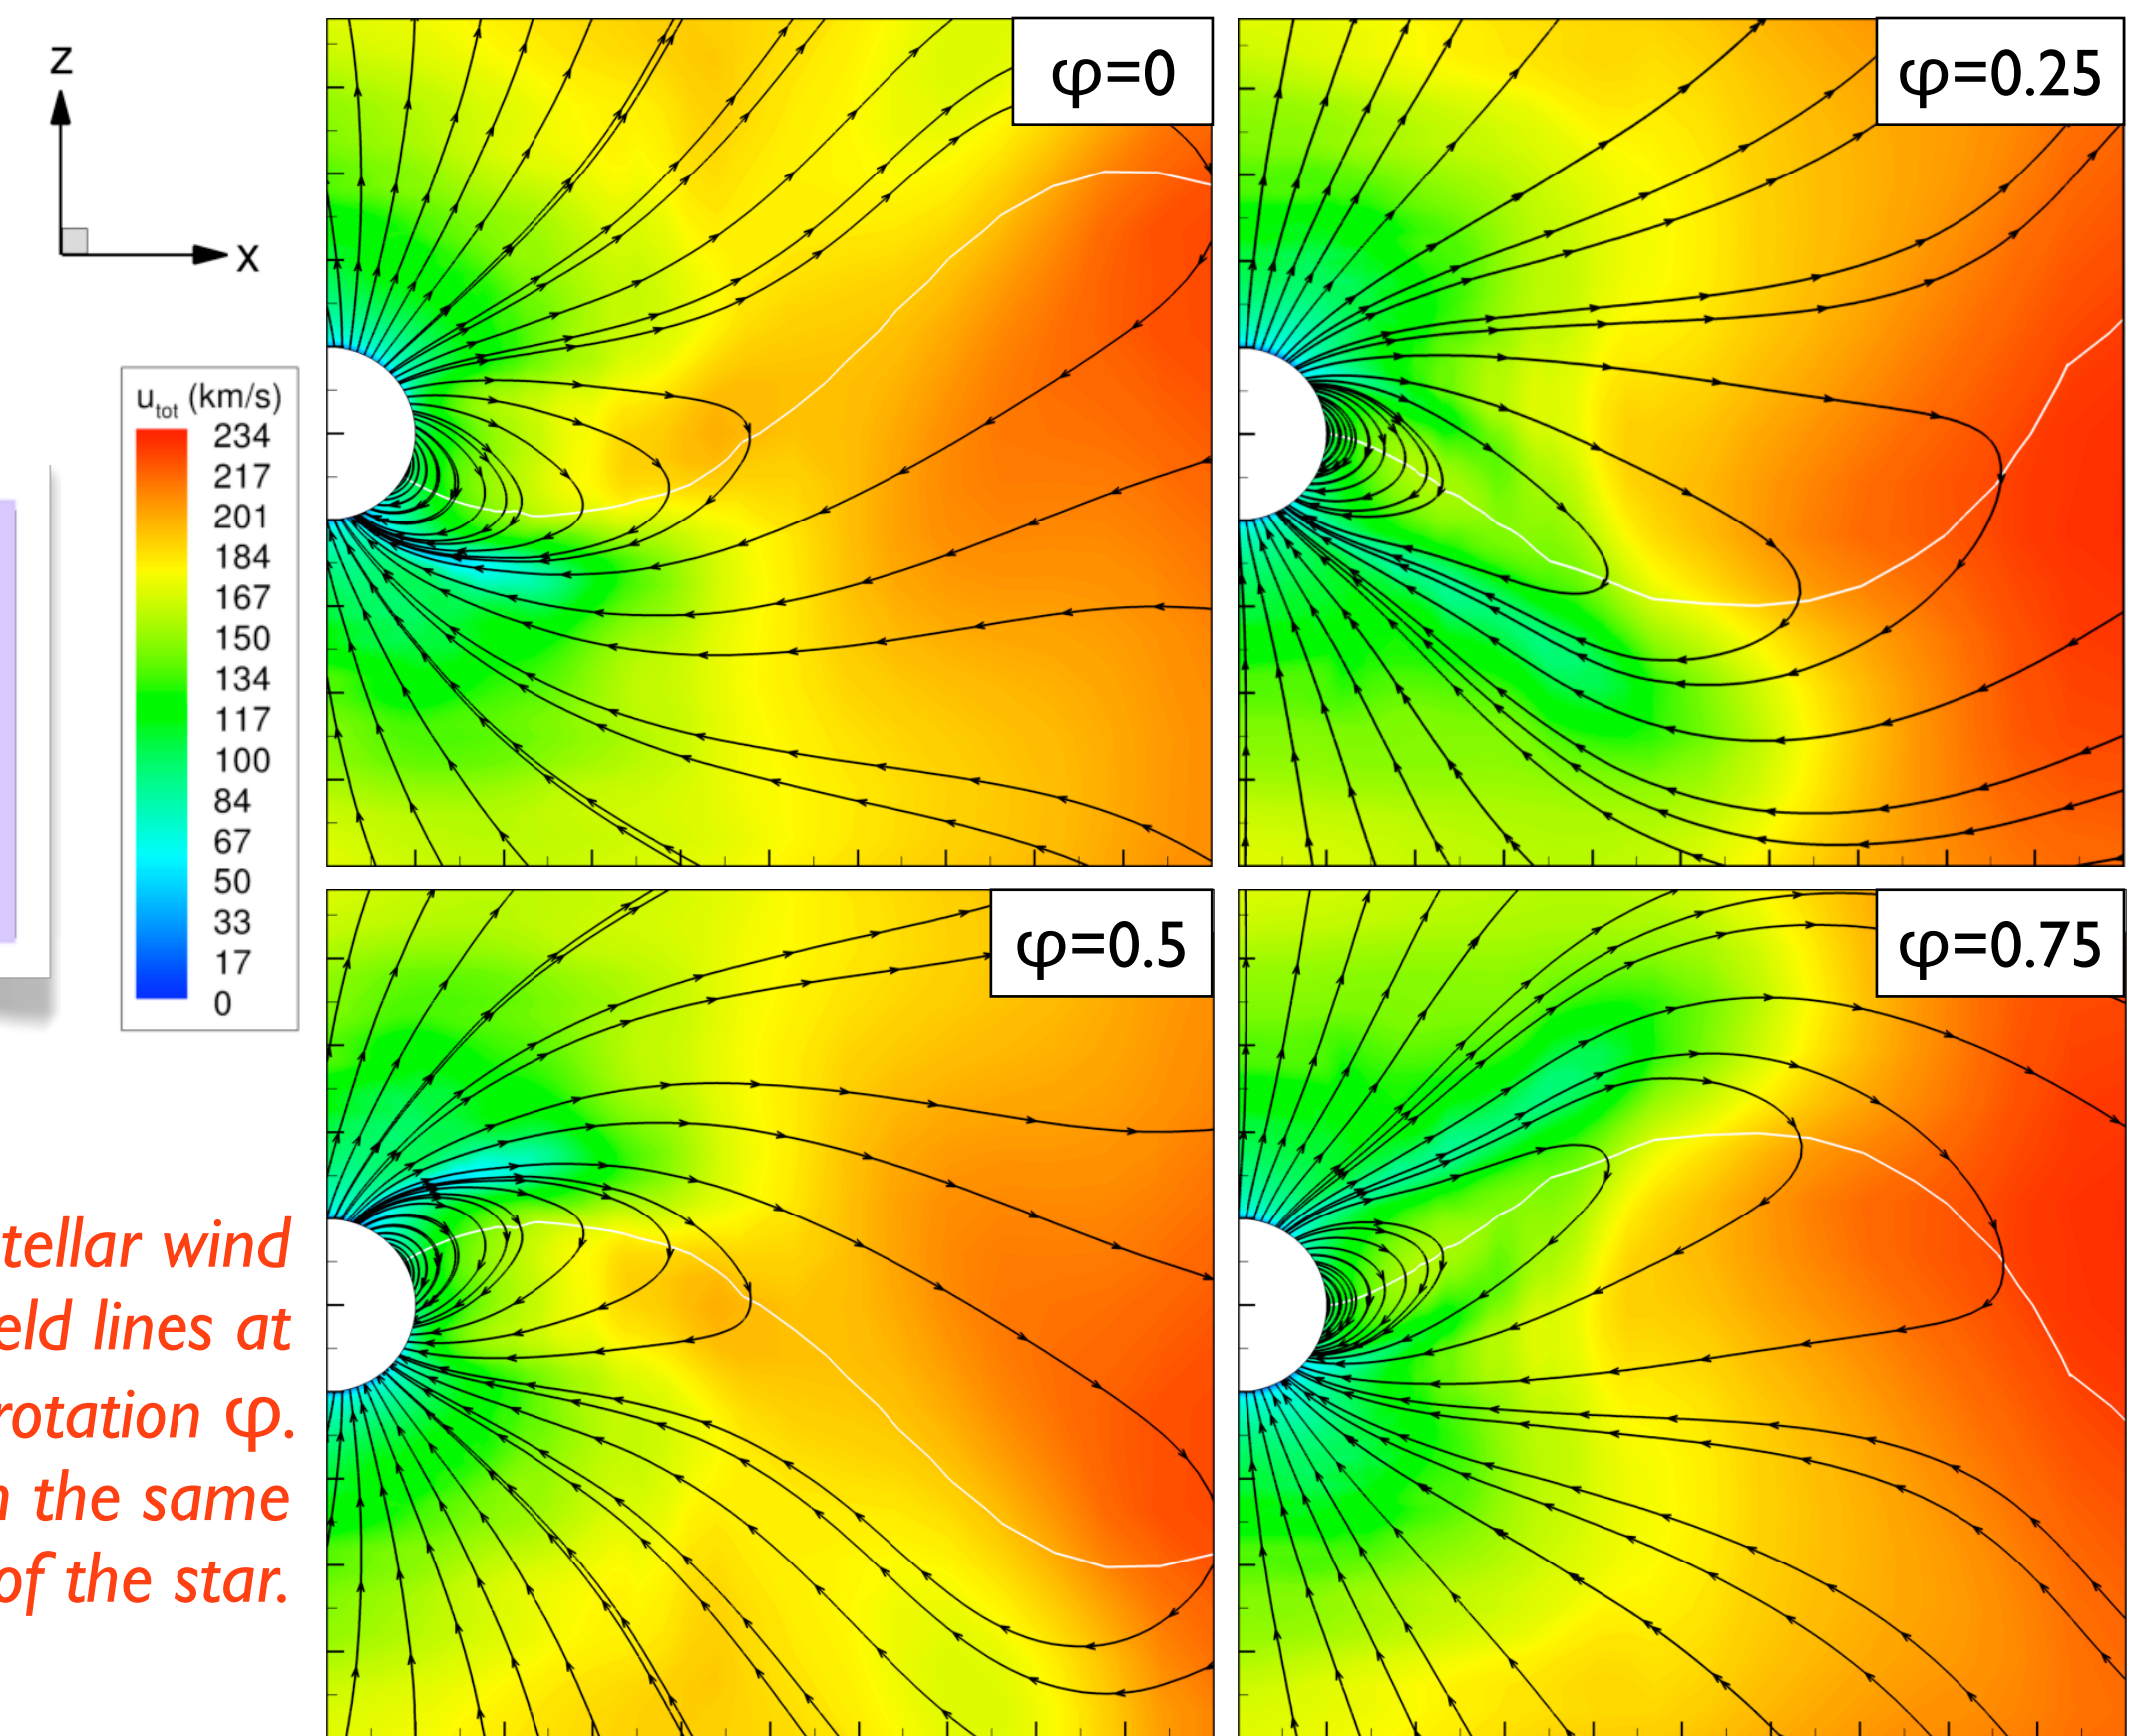 z
x
φ=0
φ=0.25
u_tot (km/s)
234
217
201
184
167
150
134
117
100
84
67
50
33
17
0
φ=0.5
φ=0.75
tellar wind
eld lines at
rotation φ.
the same
of the star.